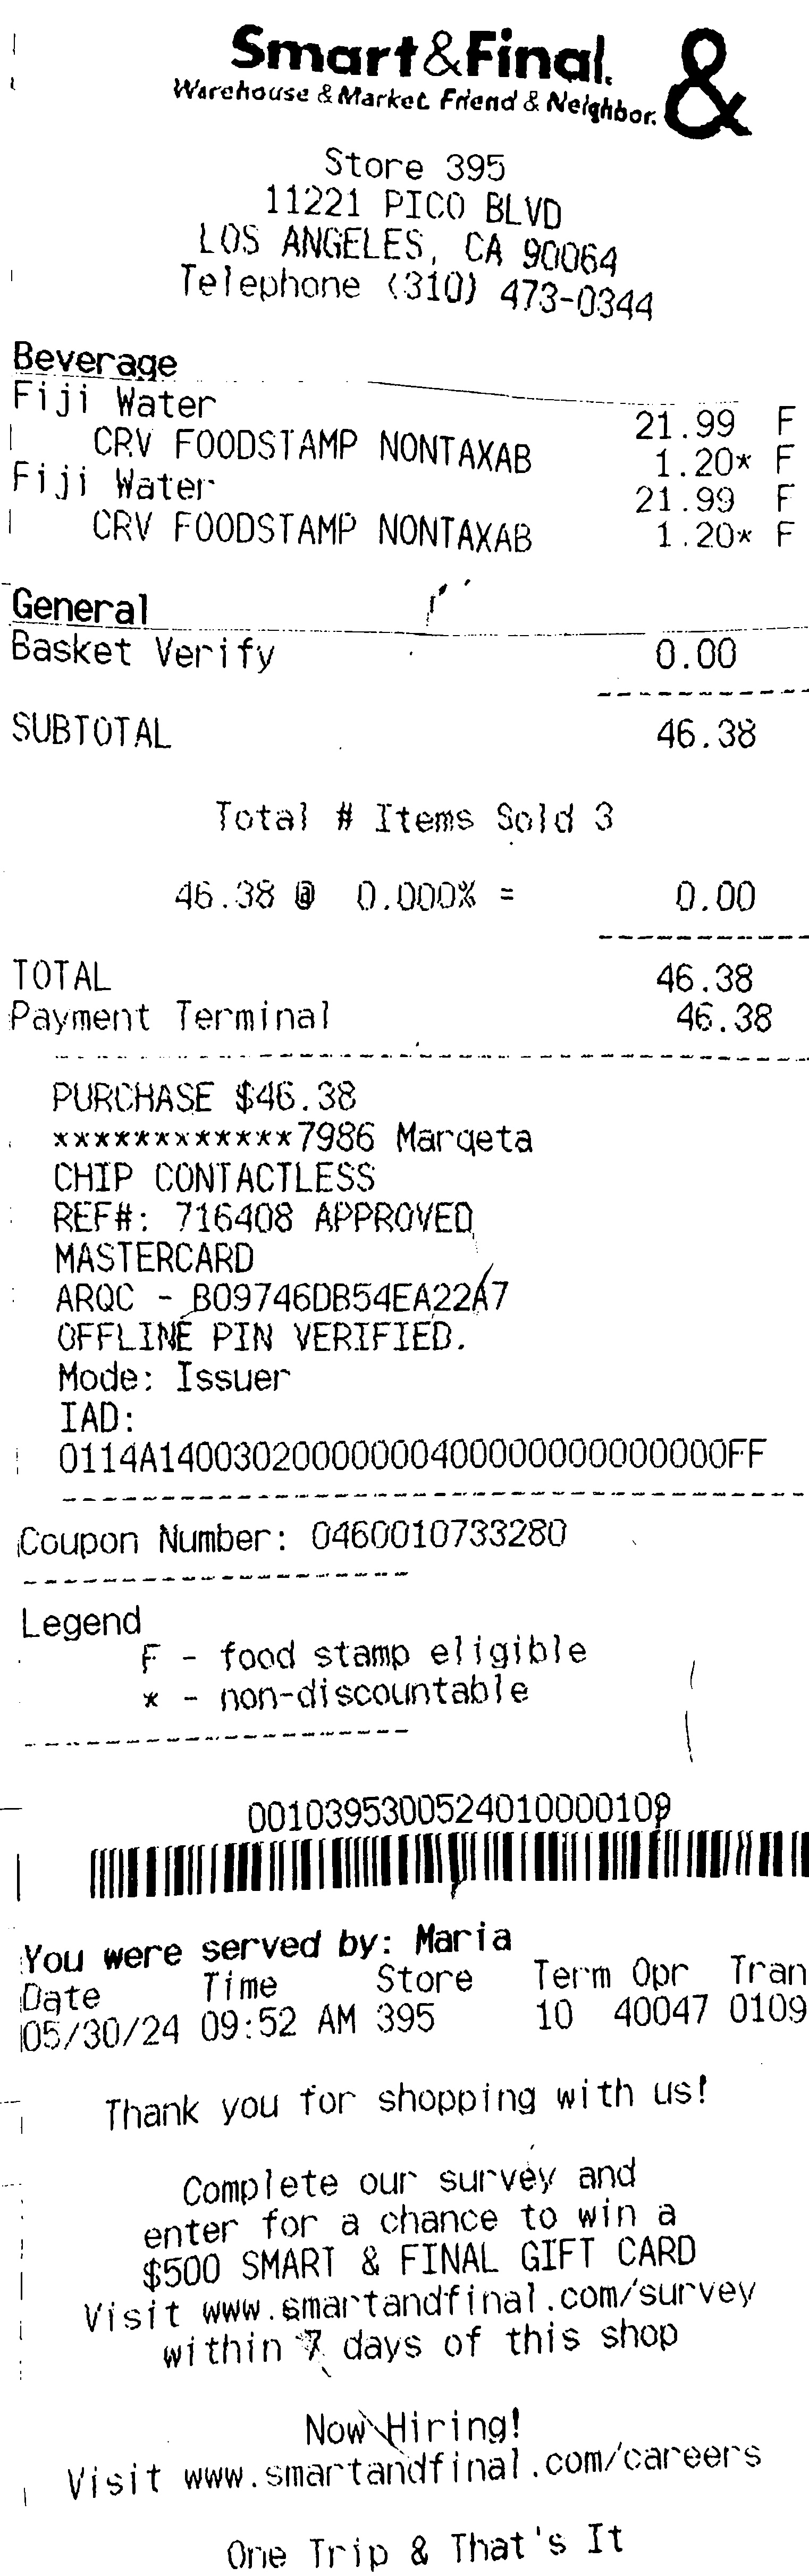 Smart&Final. &
Warehouse & Market. Friend & Neighbor.
Store 395
11221 PICO BLVD
LOS ANGELES, CA 90064
Telephone (310) 473-0344
Beverage
Fiji Water 21.99 F
CRV FOODSTAMP NONTAXAB 1.20* F
Fiji Water 21.99 F
CRV FOODSTAMP NONTAXAB 1.20* F
General
Basket Verify 0.00
SUBTOTAL 46.38
Total # Items Sold 3
46.38 @ 0.000% = 0.00
TOTAL 46.38
Payment Terminal 46.38
PURCHASE $46.38
************7986 Marqeta
CHIP CONTACTLESS
REF#: 716408 APPROVED
MASTERCARD
ARQC - B09746DB54EA22A7
OFFLINE PIN VERIFIED.
Mode: Issuer
IAD:
0114A14003020000000400000000000000FF
Coupon Number: 0460010733280
Legend
F - food stamp eligible
* - non-discountable
0010395300524010000109
You were served by: Maria
Date Time Store Term Opr Tran
05/30/24 09:52 AM 395 10 40047 0109
Thank you for shopping with us!
Complete our survey and
enter for a chance to win a
$500 SMART & FINAL GIFT CARD
Visit www.smartandfinal.com/survey
within 7 days of this shop
Now Hiring!
Visit www.smartandfinal.com/careers
One Trip & That's It